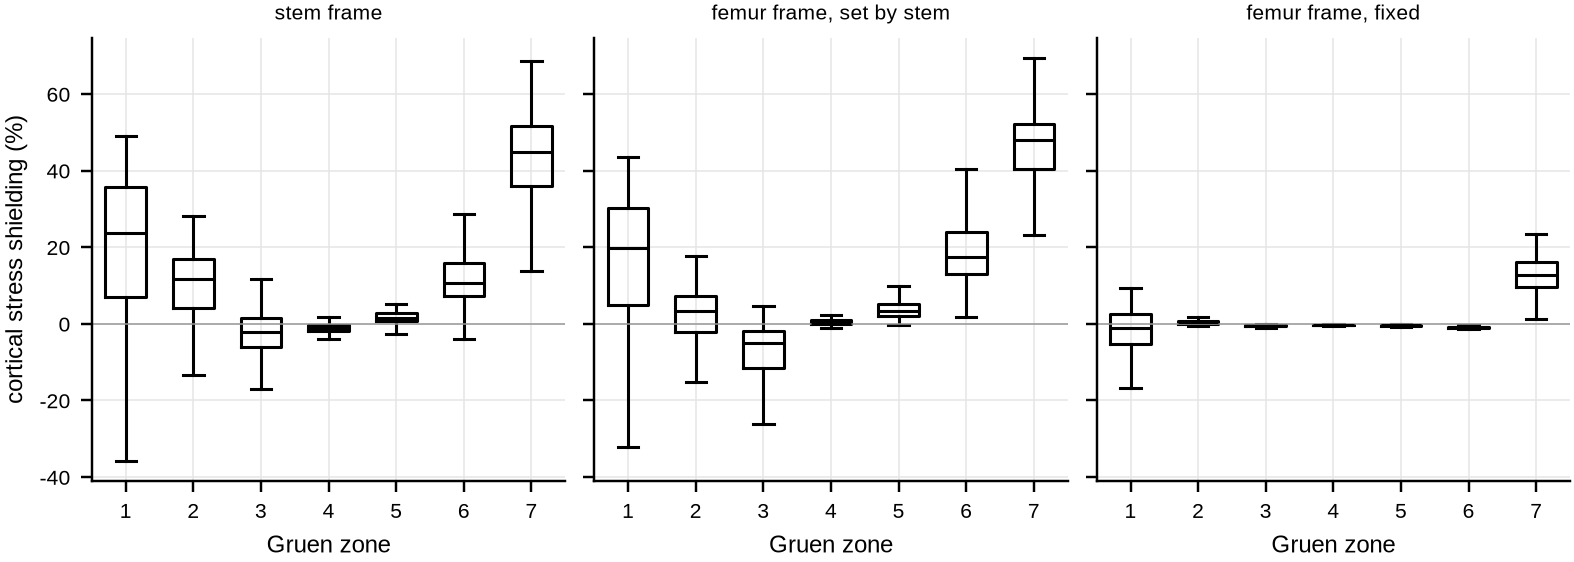 stem frame
femur frame, set by stem
femur frame, fixed
cortical stress shielding (%)
60
40
20
0
-20
-40
1 2 3 4 5 6 7
1 2 3 4 5 6 7
1 2 3 4 5 6 7
Gruen zone
Gruen zone
Gruen zone